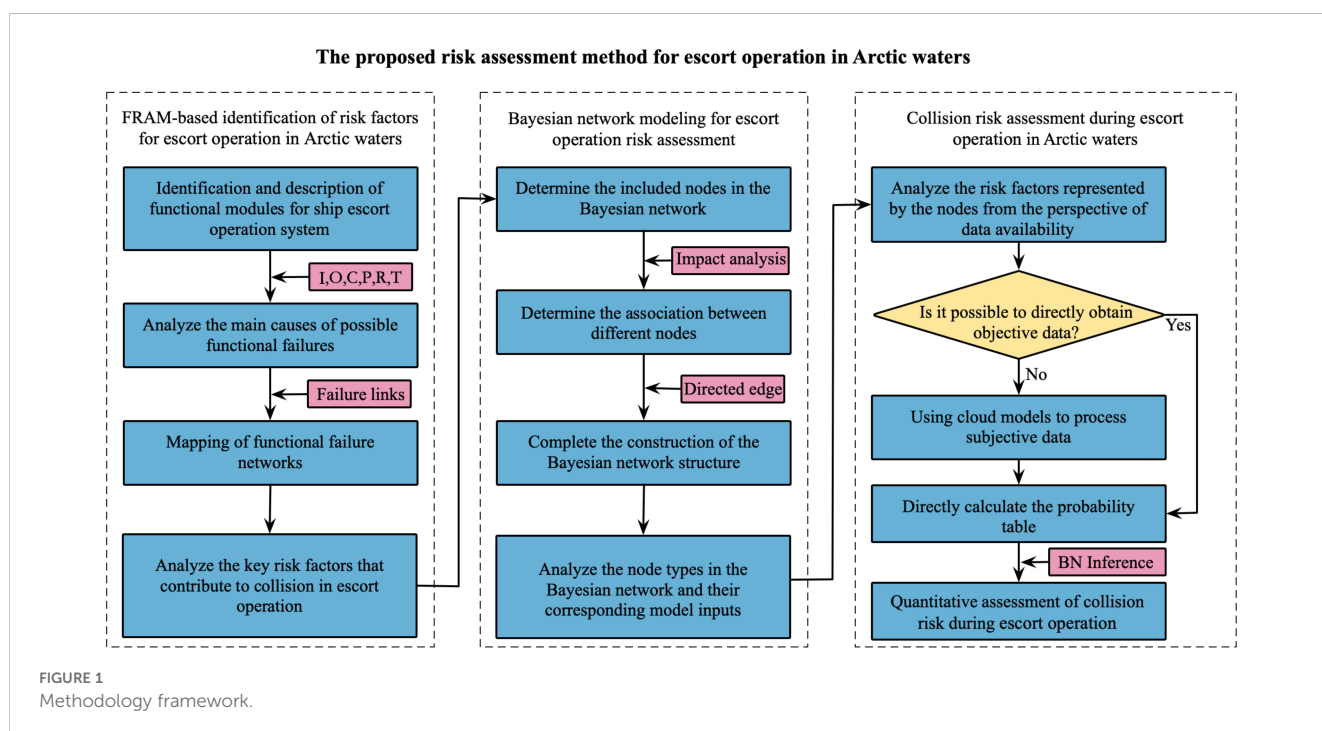 The proposed risk assessment method for escort operation in Arctic waters
FRAM-based identification of risk factors
for escort operation in Arctic waters
Identification and description of
functional modules for ship escort
operation system
I,O,C,P,R,T
Analyze the main causes of possible
functional failures
Failure links
Mapping of functional failure
networks
Analyze the key risk factors that
contribute to collision in escort
operation
Bayesian network modeling for escort
operation risk assessment
Determine the included nodes in the
Bayesian network
Impact analysis
Determine the association between
different nodes
Directed edge
Complete the construction of the
Bayesian network structure
Analyze the node types in the
Bayesian network and their
corresponding model inputs
Collision risk assessment during escort
operation in Arctic waters
Analyze the risk factors represented
by the nodes from the perspective of
data availability
Is it possible to directly obtain
objective data?
Yes
No
Using cloud models to process
subjective data
Directly calculate the probability
table
BN Inference
Quantitative assessment of collision
risk during escort operation
FIGURE 1
Methodology framework.